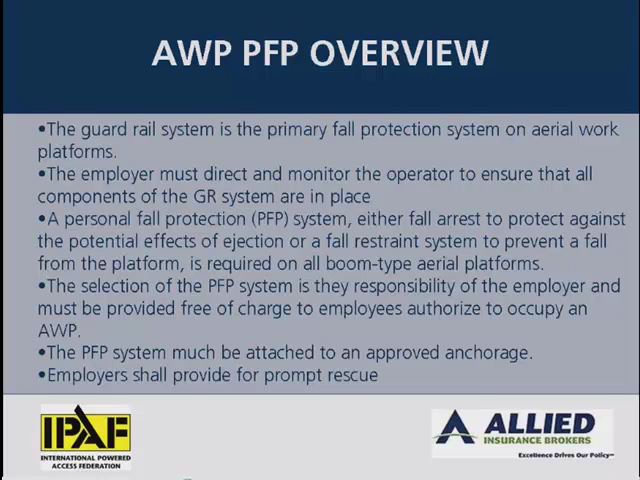 AWP PFP OVERVIEW
•The guard rail system is the primary fall protection system on aerial work
platforms.
•The employer must direct and monitor the operator to ensure that all
components of the GR system are in place
•A personal fall protection (PFP) system, either fall arrest to protect against
the potential effects of ejection or a fall restraint system to prevent a fall
from the platform, is required on all boom-type aerial platforms.
•The selection of the PFP system is they responsibility of the employer and
must be provided free of charge to employees authorize to occupy an
AWP.
•The PFP system much be attached to an approved anchorage.
•Employers shall provide for prompt rescue
IPAF
INTERNATIONAL POWERED
ACCESS FEDERATION
ALLIED
INSURANCE BROKERS
Excellence Drives Our Policy℠